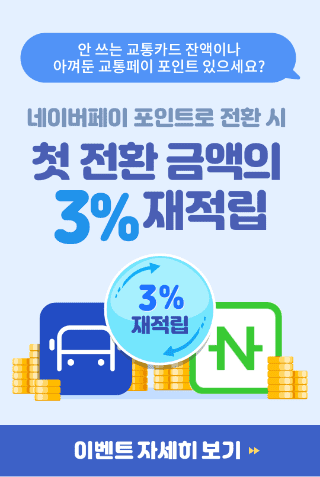 안 쓰는 교통카드 잔액이나
아껴둔 교통페이 포인트 있으세요?
네이버페이 포인트로 전환 시
첫 전환 금액의
3% 재적립
3%
재적립
N
이벤트 자세히 보기